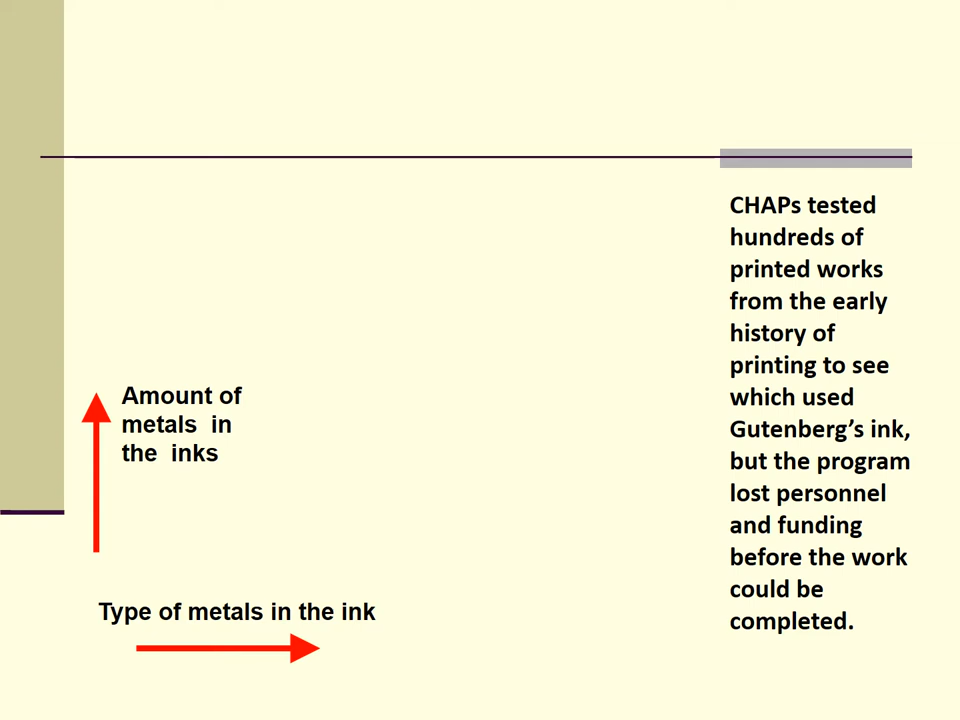 Amount of
metals in
the inks
Type of metals in the ink
CHAPs tested
hundreds of
printed works
from the early
history of
printing to see
which used
Gutenberg’s ink,
but the program
lost personnel
and funding
before the work
could be
completed.